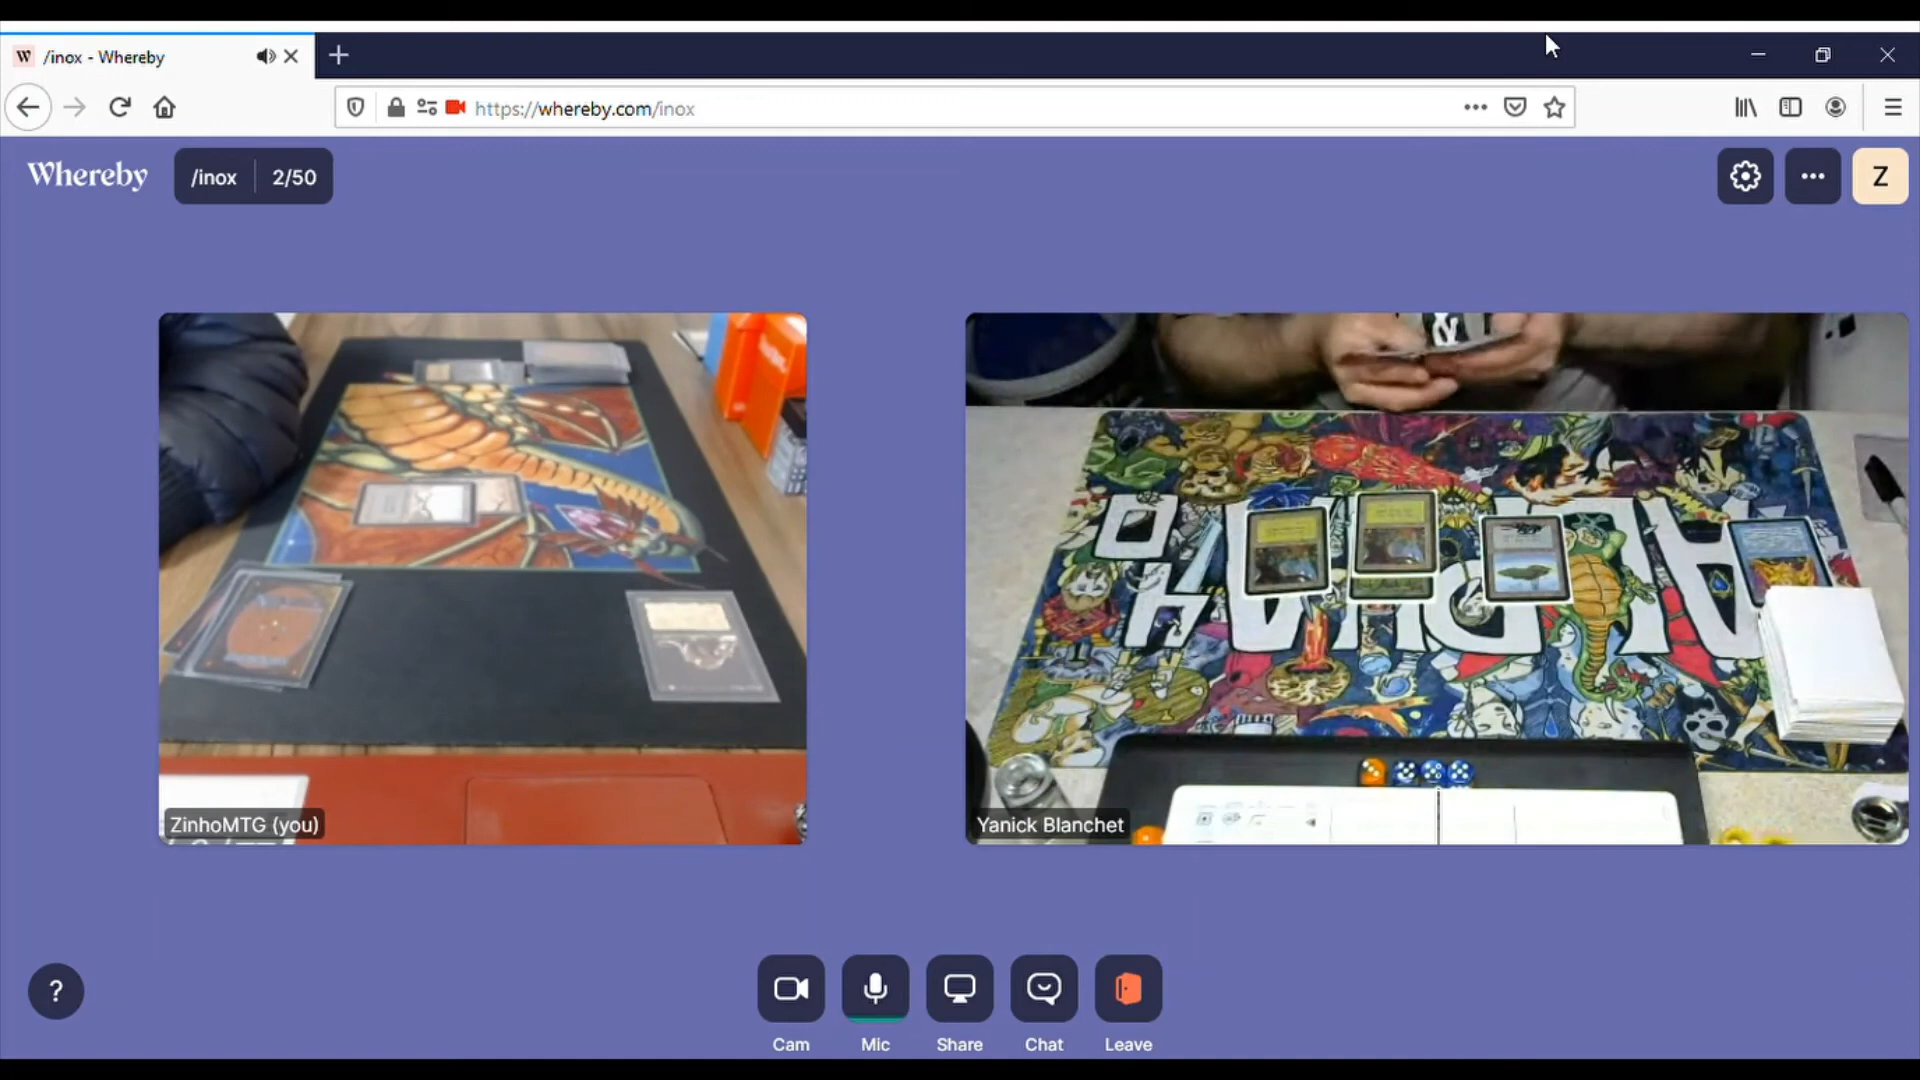 /inox - Whereby
https://whereby.com/inox
Whereby
/inox
2/50
Z
ZinhoMTG (you)
Yanick Blanchet
?
Cam
Mic
Share
Chat
Leave